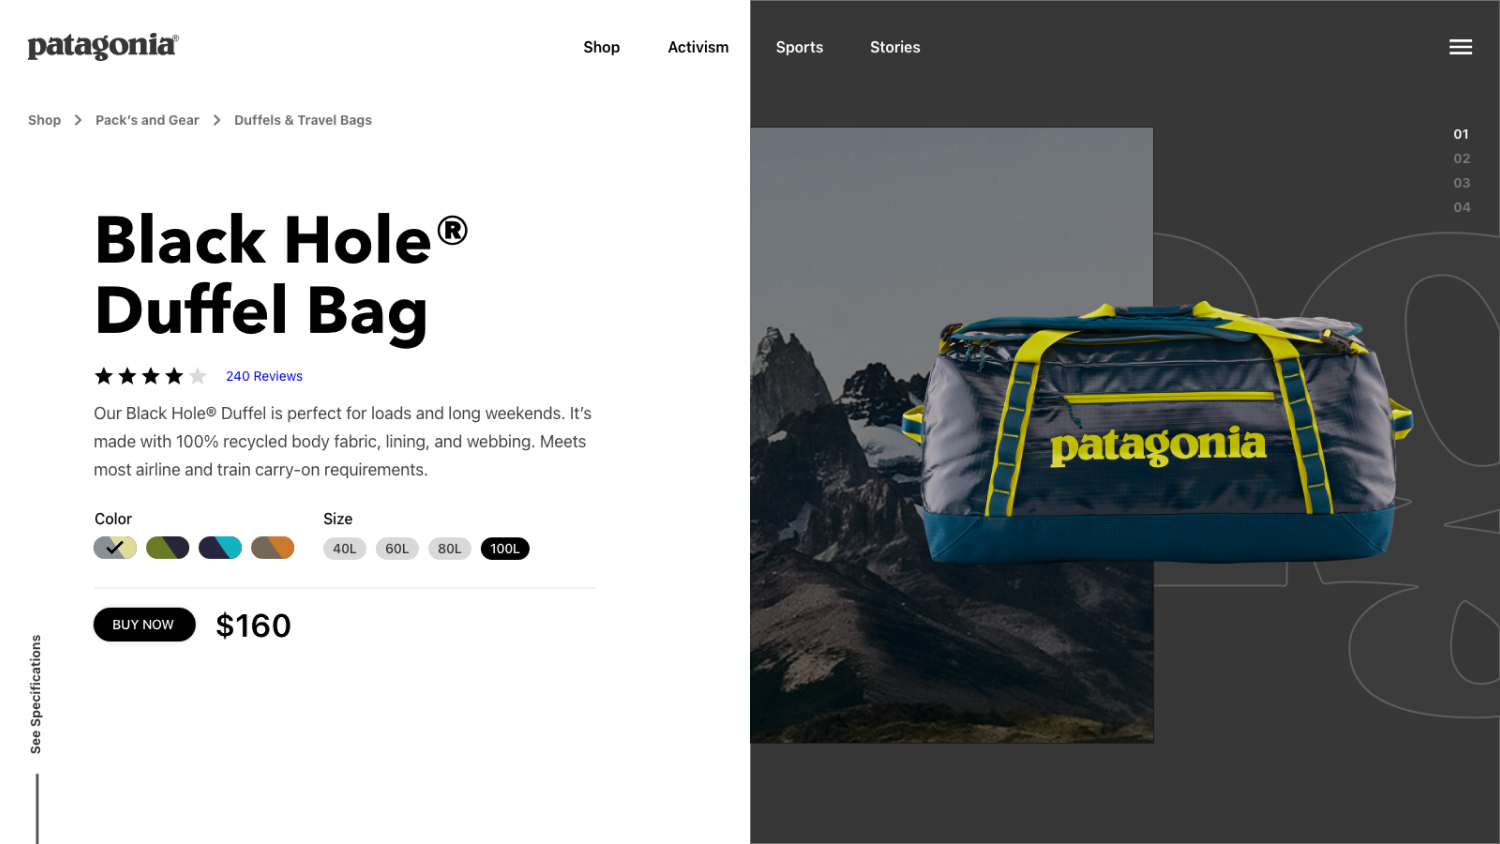 patagonia®
Shop Activism Sports Stories
Shop > Pack's and Gear > Duffels & Travel Bags
01
02
03
04
Black Hole®
Duffel Bag
240 Reviews
Our Black Hole® Duffel is perfect for loads and long weekends. It's
made with 100% recycled body fabric, lining, and webbing. Meets
most airline and train carry-on requirements.
Color Size
40L 60L 80L 100L
BUY NOW $160
See Specifications
patagonia